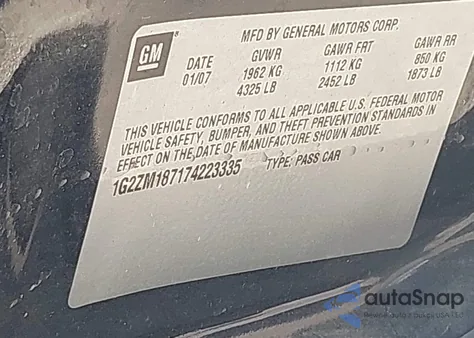 GM
MFD BY GENERAL MOTORS CORP.
DATE GVWR GAWR FRT GAWR RR
01/07 1962 KG 1112 KG 850 KG
4325 LB 2452 LB 1873 LB
THIS VEHICLE CONFORMS TO ALL APPLICABLE U.S. FEDERAL MOTOR
VEHICLE SAFETY, BUMPER, AND THEFT PREVENTION STANDARDS IN
EFFECT ON THE DATE OF MANUFACTURE SHOWN ABOVE.
1G2ZM187174223335 TYPE: PASS CAR
autaSnap